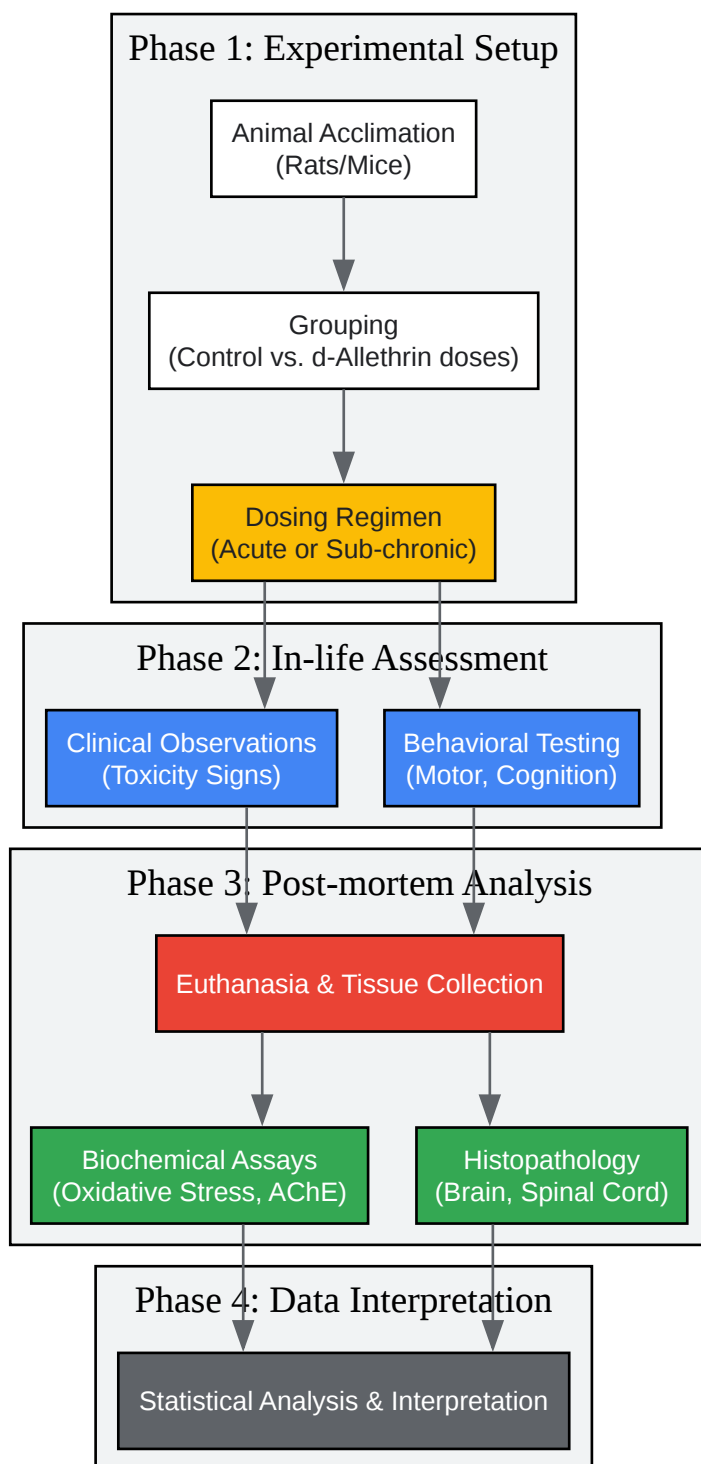 Phase 1: Experimental Setup
Animal Acclimation
(Rats/Mice)
Grouping
(Control vs. d-Allethrin doses)
Dosing Regimen
(Acute or Sub-chronic)
Phase 2: In-life Assessment
Clinical Observations
(Toxicity Signs)
Behavioral Testing
(Motor, Cognition)
Phase 3: Post-mortem Analysis
Euthanasia & Tissue Collection
Biochemical Assays
(Oxidative Stress, AChE)
Histopathology
(Brain, Spinal Cord)
Phase 4: Data Interpretation
Statistical Analysis & Interpretation